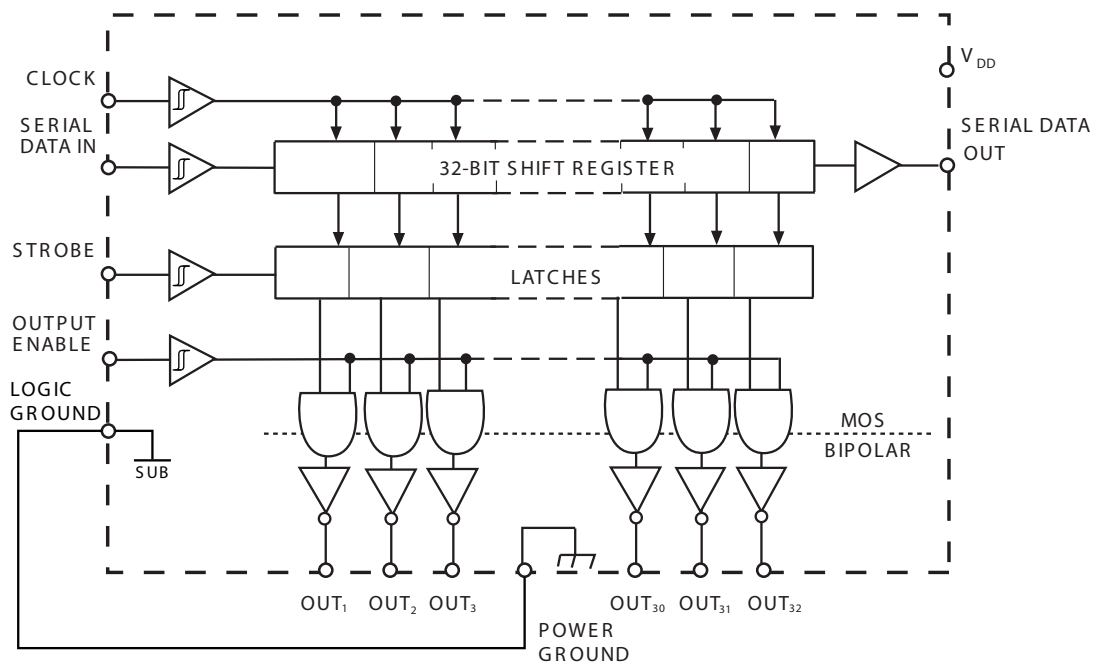 CLOCK
V DD
SERIAL
DATA IN
SERIAL DATA
OUT
32-BIT SHIFT REGISTER
STROBE
LATCHES
OUTPUT
ENABLE
LOGIC
GROUND
MOS
BIPOLAR
SUB
OUT1
OUT2
OUT3
OUT30
OUT31
OUT32
POWER
GROUND